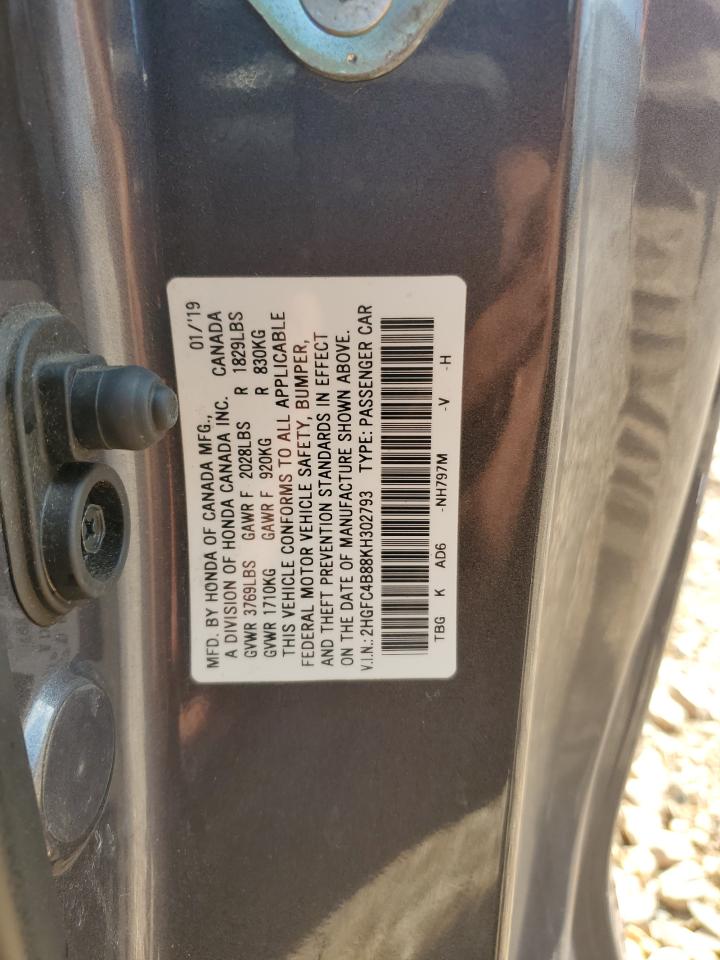 MFD. BY HONDA OF CANADA MFG., 01/'19
A DIVISION OF HONDA CANADA INC. CANADA
GVWR 3769LBS GAWR F 2028LBS R 1829LBS
GVWR 1710KG GAWR F 920KG R 830KG
THIS VEHICLE CONFORMS TO ALL APPLICABLE
FEDERAL MOTOR VEHICLE SAFETY, BUMPER,
AND THEFT PREVENTION STANDARDS IN EFFECT
ON THE DATE OF MANUFACTURE SHOWN ABOVE.
V.I.N.: 2HGFC4B88KH302793 TYPE: PASSENGER CAR
TBG K AD6 -NH797M -V -H